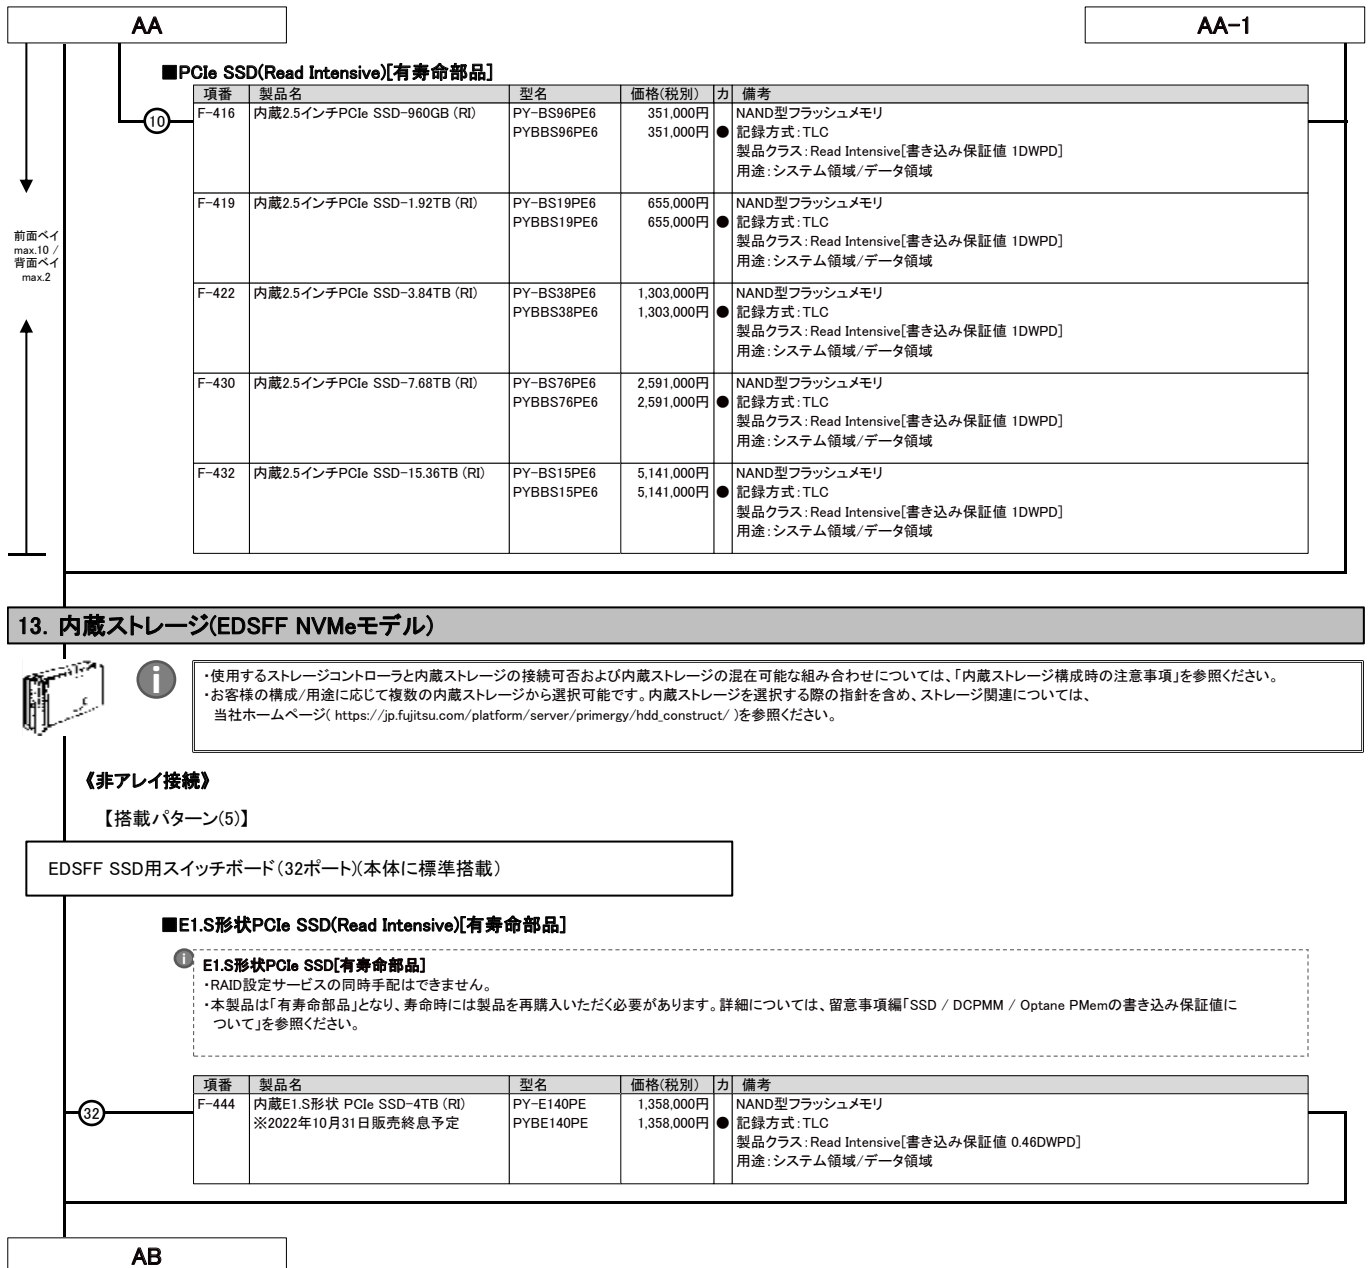 AA
AA-1
■PCIe SSD(Read Intensive)[有寿命部品]
項番 製品名 型名 価格(税別) カ 備考
⑩
F-416 内蔵2.5インチPCIe SSD-960GB (RI) PY-BS96PE6 351,000円 NAND型フラッシュメモリ
PYBBS96PE6 351,000円 ● 記録方式:TLC
製品クラス:Read Intensive[書き込み保証値 1DWPD]
用途:システム領域/データ領域
F-419 内蔵2.5インチPCIe SSD-1.92TB (RI) PY-BS19PE6 655,000円 NAND型フラッシュメモリ
PYBBS19PE6 655,000円 ● 記録方式:TLC
製品クラス:Read Intensive[書き込み保証値 1DWPD]
用途:システム領域/データ領域
前面ベイ
max.10 /
背面ベイ
max.2
F-422 内蔵2.5インチPCIe SSD-3.84TB (RI) PY-BS38PE6 1,303,000円 NAND型フラッシュメモリ
PYBBS38PE6 1,303,000円 ● 記録方式:TLC
製品クラス:Read Intensive[書き込み保証値 1DWPD]
用途:システム領域/データ領域
F-430 内蔵2.5インチPCIe SSD-7.68TB (RI) PY-BS76PE6 2,591,000円 NAND型フラッシュメモリ
PYBBS76PE6 2,591,000円 ● 記録方式:TLC
製品クラス:Read Intensive[書き込み保証値 1DWPD]
用途:システム領域/データ領域
F-432 内蔵2.5インチPCIe SSD-15.36TB (RI) PY-BS15PE6 5,141,000円 NAND型フラッシュメモリ
PYBBS15PE6 5,141,000円 ● 記録方式:TLC
製品クラス:Read Intensive[書き込み保証値 1DWPD]
用途:システム領域/データ領域
13. 内蔵ストレージ(EDSFF NVMeモデル)
i
・使用するストレージコントローラと内蔵ストレージの接続可否および内蔵ストレージの混在可能な組み合わせについては、「内蔵ストレージ構成時の注意事項」を参照ください。
・お客様の構成/用途に応じて複数の内蔵ストレージから選択可能です。内蔵ストレージを選択する際の指針を含め、ストレージ関連については、
当社ホームページ( https://jp.fujitsu.com/platform/server/primergy/hdd_construct/ )を参照ください。
《非アレイ接続》
【搭載パターン(5)】
EDSFF SSD用スイッチボード(32ポート)(本体に標準搭載)
■E1.S形状PCIe SSD(Read Intensive)[有寿命部品]
i
E1.S形状PCIe SSD[有寿命部品]
・RAID設定サービスの同時手配はできません。
・本製品は「有寿命部品」となり、寿命時には製品を再購入いただく必要があります。詳細については、留意事項編「SSD / DCPMM / Optane PMemの書き込み保証値に
ついて」を参照ください。
項番 製品名 型名 価格(税別) カ 備考
㉜
F-444 内蔵E1.S形状 PCIe SSD-4TB (RI) PY-E140PE 1,358,000円 NAND型フラッシュメモリ
※2022年10月31日販売終息予定 PYBE140PE 1,358,000円 ● 記録方式:TLC
製品クラス:Read Intensive[書き込み保証値 0.46DWPD]
用途:システム領域/データ領域
AB